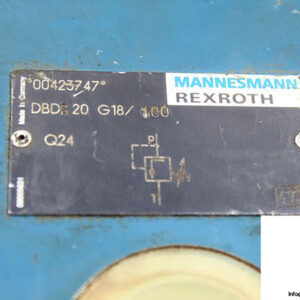 Made in Germany
*00423747*
MANNESMANN
REXROTH
DBDS 20 G18/ 100
Q24
P
T